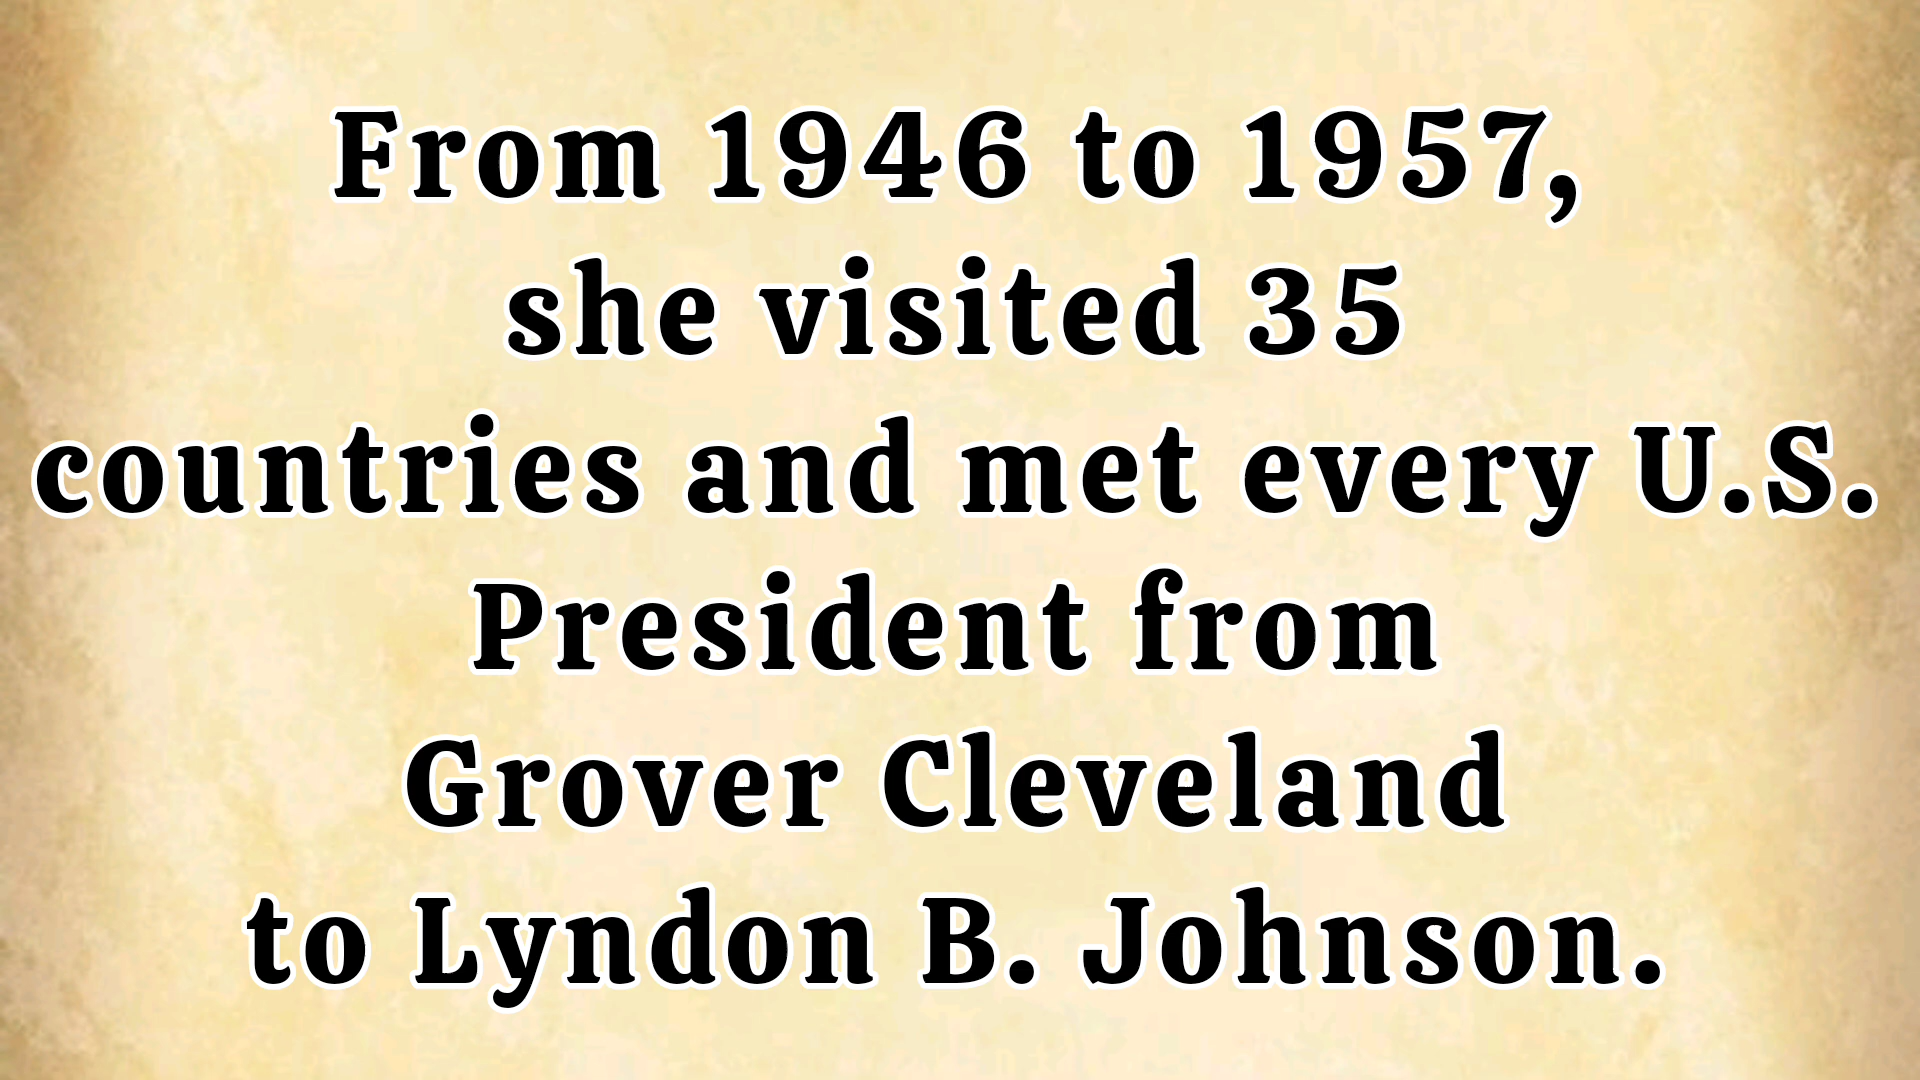 From 1946 to 1957,
she visited 35
countries and met every U.S.
President from
Grover Cleveland
to Lyndon B. Johnson.